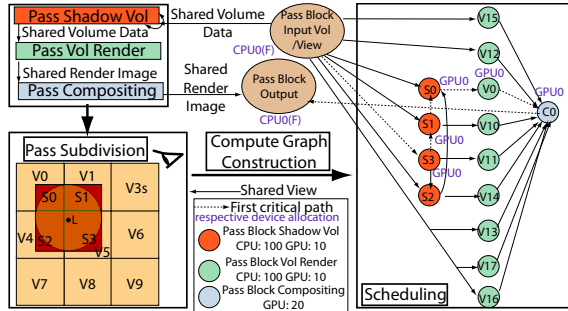 Pass Shadow Vol
Shared Volume Data
Pass Vol Render
Shared Render Image
Pass Compositing
Shared Volume
Data
CPU0(F)
Shared
Render
Image
Pass Block
Input Vol
/View
Pass Block
Output
CPU0(F)
Pass Subdivision
V0
V1
V3s
S0
S1
L
V4
S2
S3
V5
V6
V7
V8
V9
Compute Graph
Construction
Shared View
First critical path
respective device allocation
Pass Block Shadow Vol
CPU: 100 GPU: 10
Pass Block Vol Render
CPU: 100 GPU: 10
Pass Block Compositing
GPU: 20
V15
V12
GPU0
GPU0
GPU0
S0
V0
C0
S1
V10
GPU0
S3
V11
GPU0
S2
V14
V13
V17
V16
Scheduling